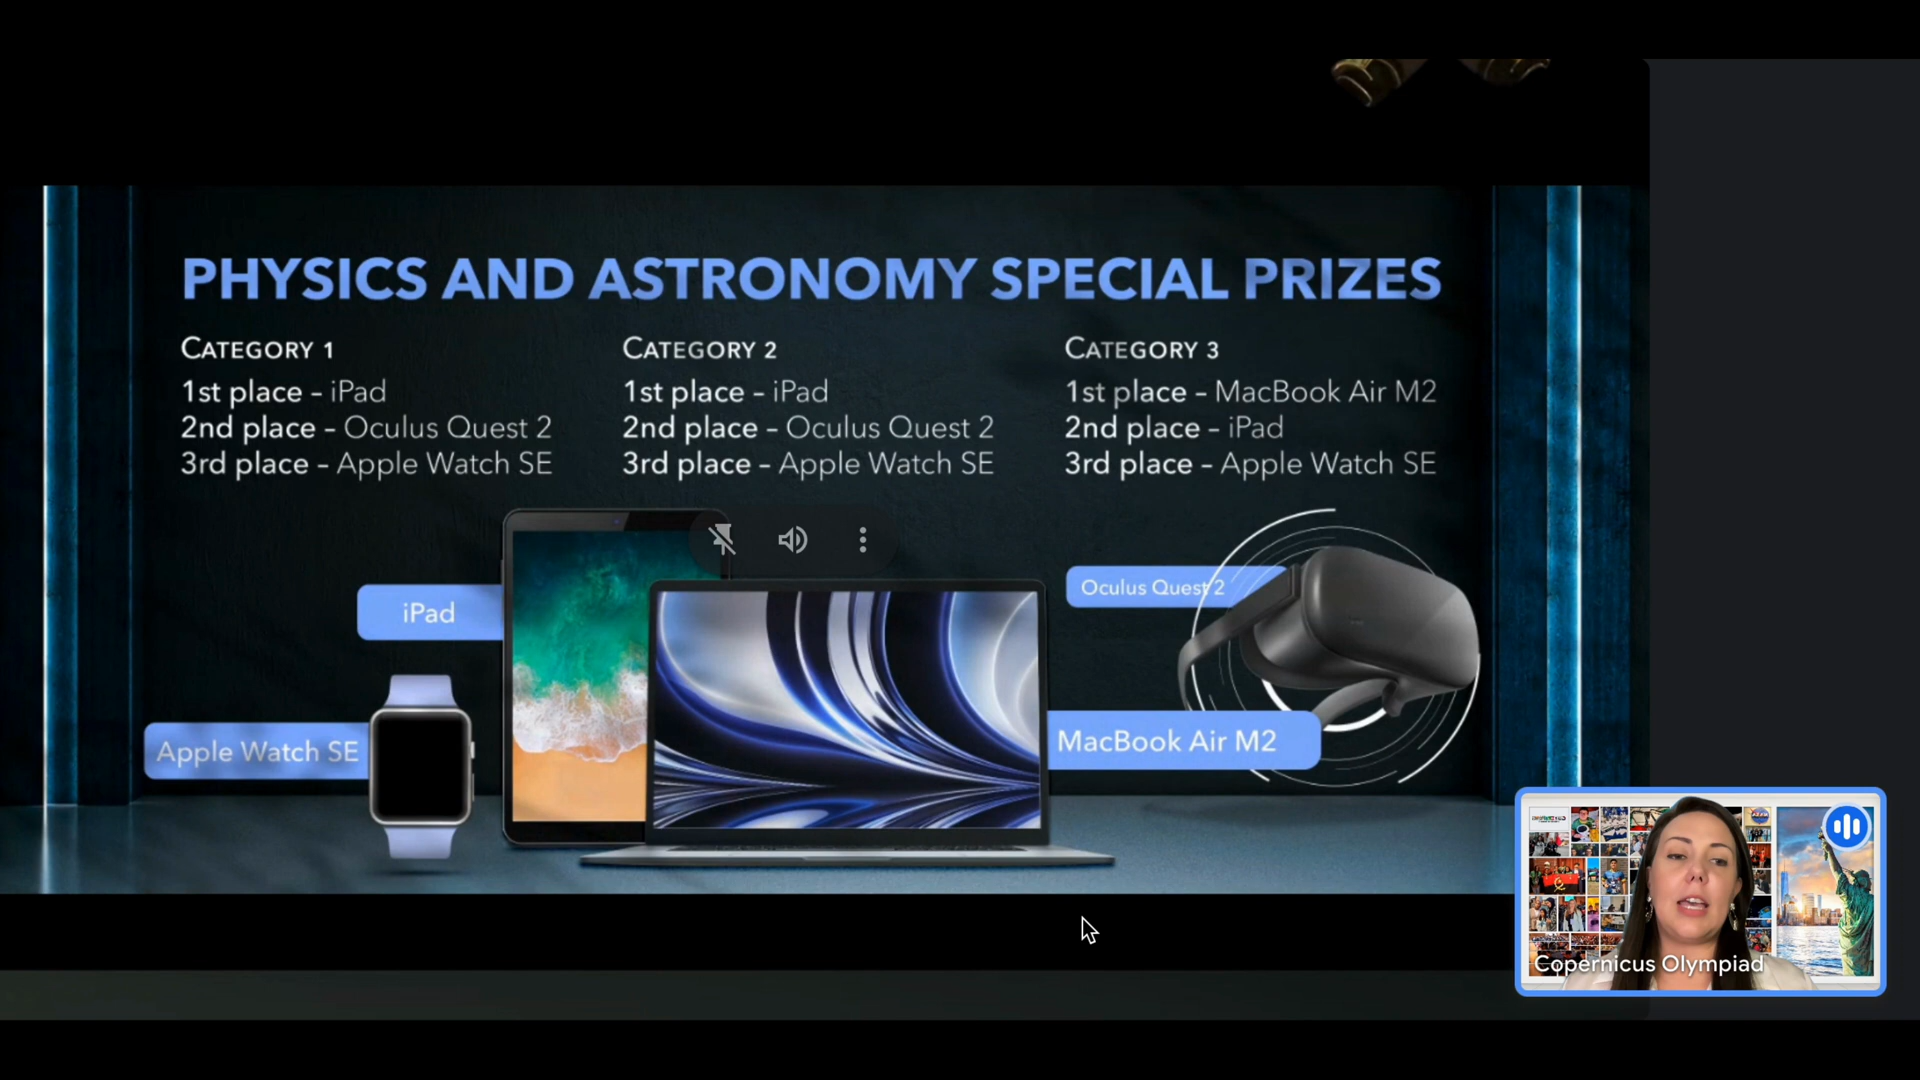 PHYSICS AND ASTRONOMY SPECIAL PRIZES
CATEGORY 1
1st place – iPad
2nd place – Oculus Quest 2
3rd place – Apple Watch SE
CATEGORY 2
1st place – iPad
2nd place – Oculus Quest 2
3rd place – Apple Watch SE
CATEGORY 3
1st place – MacBook Air M2
2nd place – iPad
3rd place – Apple Watch SE
iPad
Oculus Quest 2
Apple Watch SE
MacBook Air M2
Copernicus Olympiad